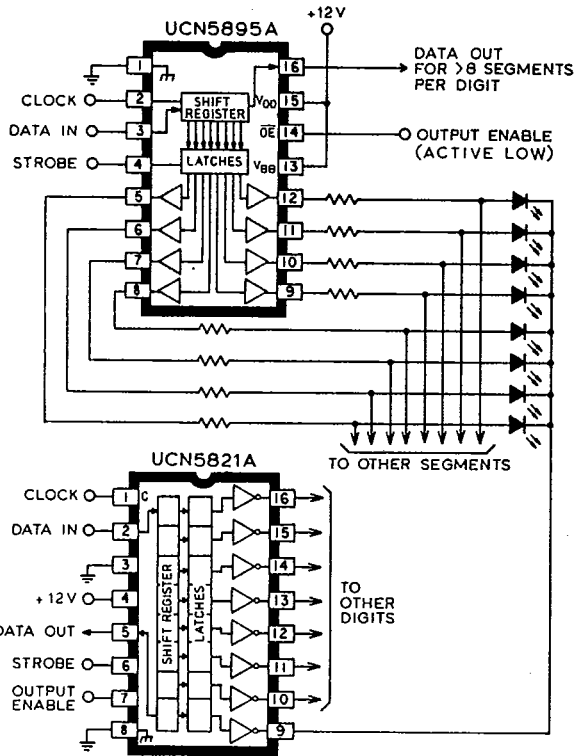 UCN5895A
+12V
1
16
DATA OUT
FOR >8 SEGMENTS
PER DIGIT
CLOCK
2
SHIFT
REGISTER
VDD
15
DATA IN
3
OE
14
OUTPUT ENABLE
(ACTIVE LOW)
STROBE
4
LATCHES
VBB
13
5
12
6
11
7
10
8
9
TO OTHER SEGMENTS
UCN5821A
CLOCK
1
C
16
DATA IN
2
15
3
14
+12V
4
SHIFT REGISTER
LATCHES
13
TO
OTHER
DIGITS
DATA OUT
5
12
STROBE
6
11
OUTPUT
ENABLE
7
10
8
9